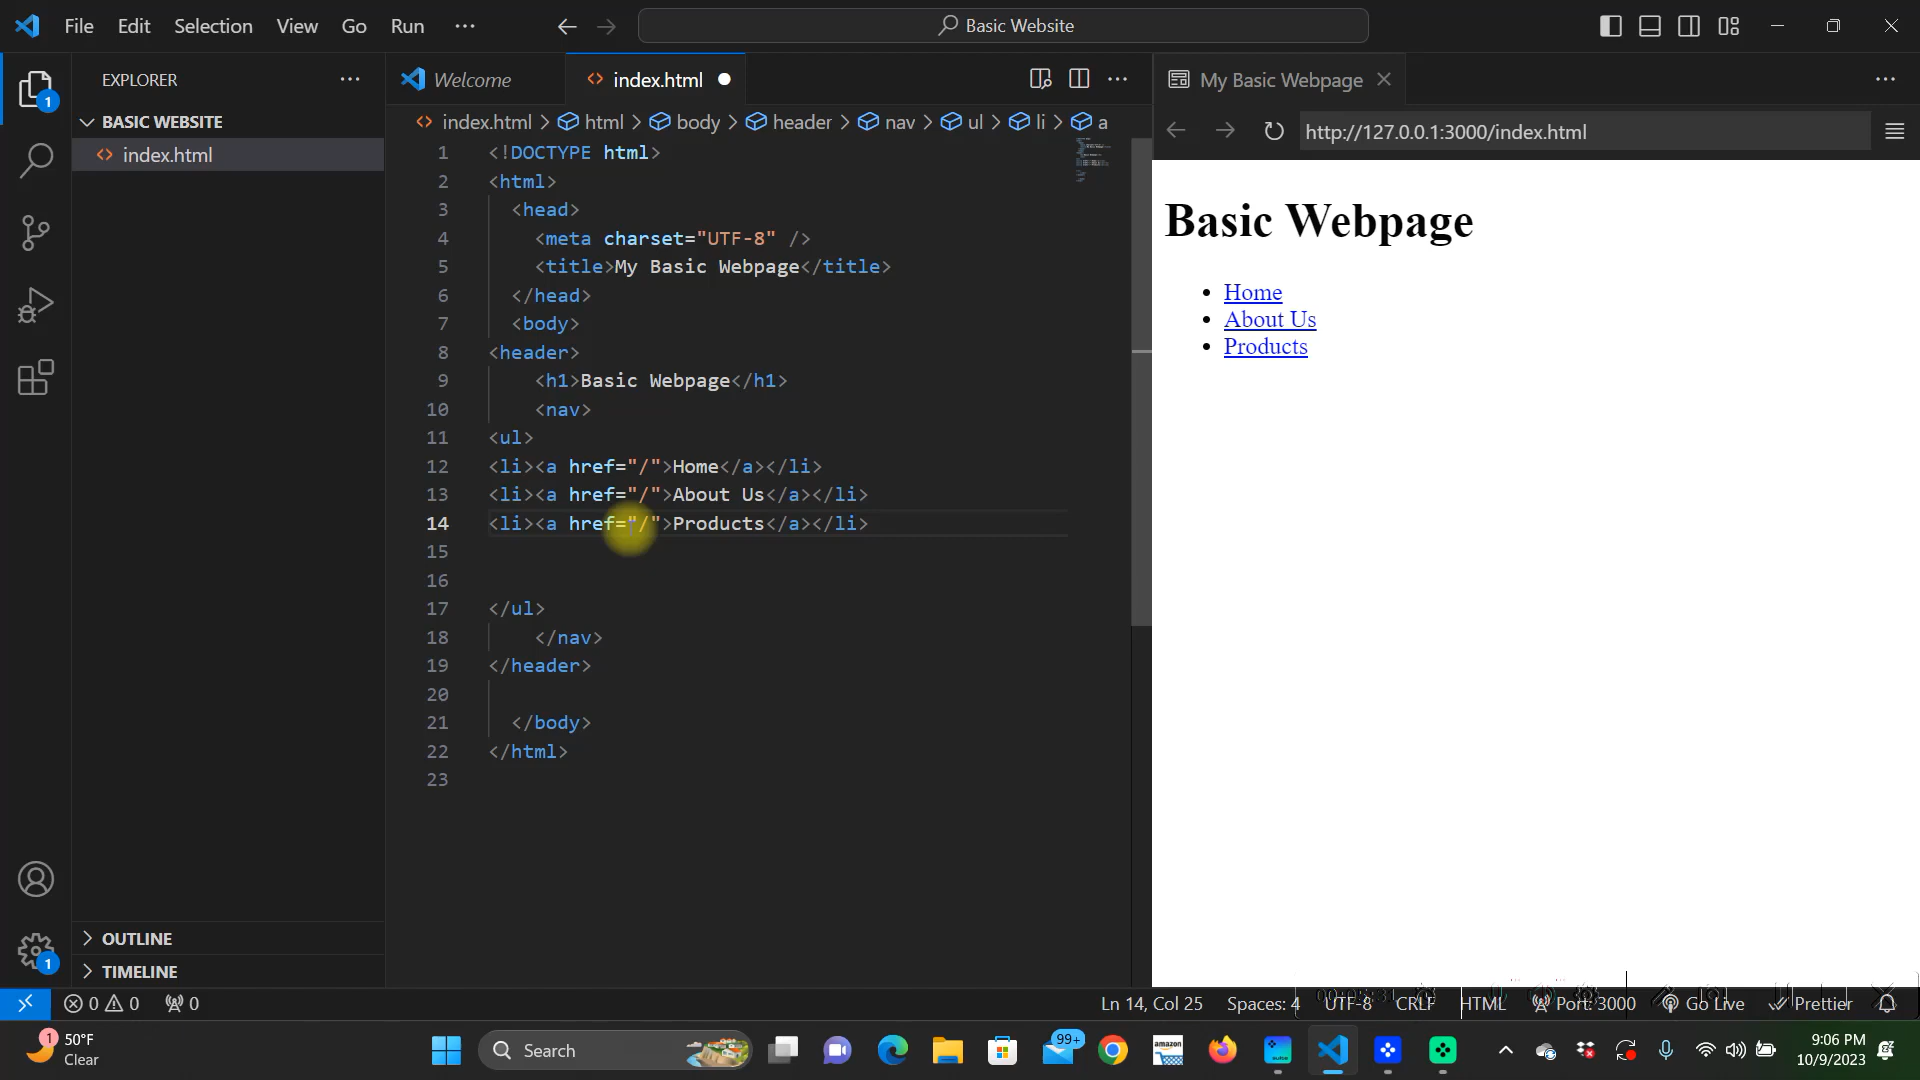 File Edit Selection View Go Run ···
Basic Website
EXPLORER
BASIC WEBSITE
index.html
1
OUTLINE
TIMELINE
1
Welcome
index.html
index.html > html > body > header > nav > ul > li > a
1 <!DOCTYPE html>
2 <html>
3 <head>
4 <meta charset="UTF-8" />
5 <title>My Basic Webpage</title>
6 </head>
7 <body>
8 <header>
9 <h1>Basic Webpage</h1>
10 <nav>
11 <ul>
12 <li><a href="/">Home</a></li>
13 <li><a href="/">About Us</a></li>
14 <li><a href="/">Products</a></li>
15
16
17 </ul>
18 </nav>
19 </header>
20
21 </body>
22 </html>
23
My Basic Webpage
http://127.0.0.1:3000/index.html
Basic Webpage
• Home
• About Us
• Products
0 0 0
Ln 14, Col 25 Spaces: 4 UTF-8 CRLF HTML Port: 3000 Go Live Prettier
1 50°F
Clear
Search
99+
amazon
9:06 PM
10/9/2023